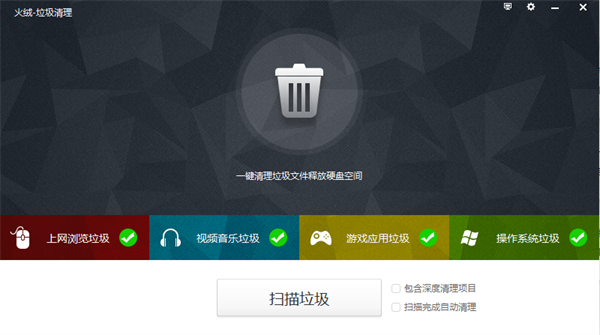 火绒-垃圾清理
一键清理垃圾文件释放硬盘空间
上网浏览垃圾
视频音乐垃圾
游戏应用垃圾
操作系统垃圾
扫描垃圾
包含深度清理项目
扫描完成自动清理